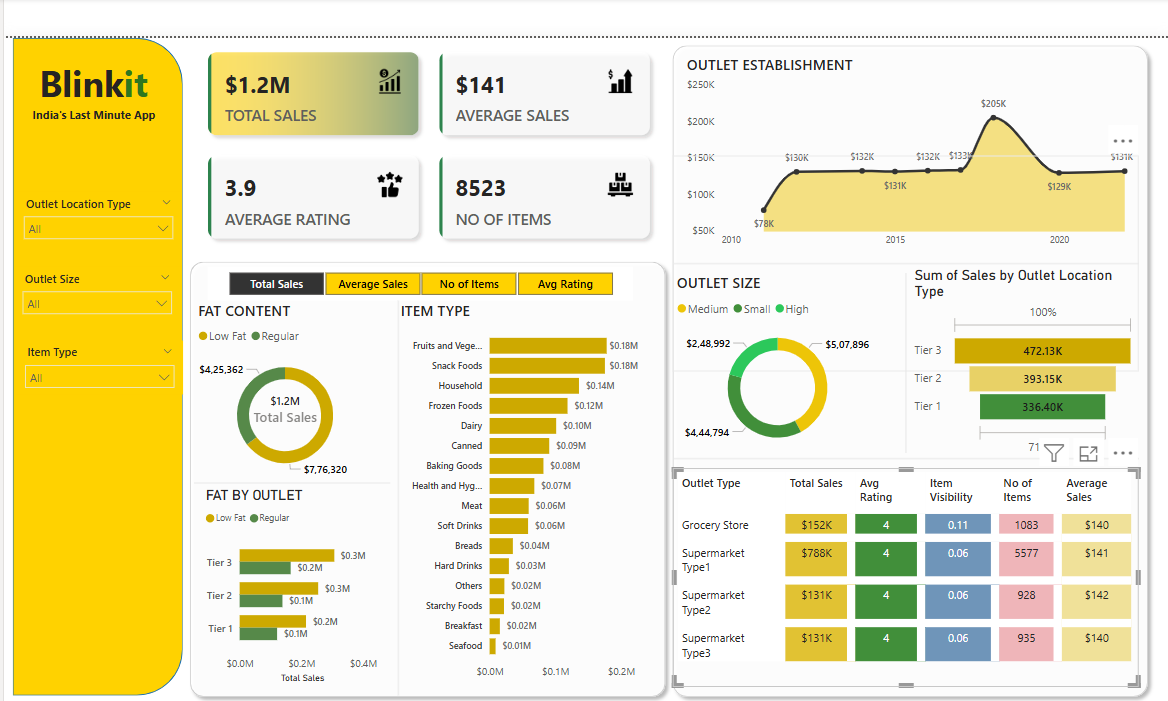 Blinkit
India's Last Minute App
Outlet Location Type
All
Outlet Size
All
Item Type
All
$1.2M
TOTAL SALES
$141
AVERAGE SALES
3.9
AVERAGE RATING
8523
NO OF ITEMS
Total Sales
Average Sales
No of Items
Avg Rating
FAT CONTENT
Low Fat
Regular
$4,25,362
$1.2M
Total Sales
$7,76,320
FAT BY OUTLET
Low Fat
Regular
Tier 3
$0.3M
$0.2M
Tier 2
$0.3M
$0.1M
Tier 1
$0.2M
$0.1M
$0.0M
$0.2M
$0.4M
Total Sales
ITEM TYPE
Fruits and Vege...
$0.18M
Snack Foods
$0.18M
Household
$0.14M
Frozen Foods
$0.12M
Dairy
$0.10M
Canned
$0.09M
Baking Goods
$0.08M
Health and Hyg...
$0.07M
Meat
$0.06M
Soft Drinks
$0.06M
Breads
$0.04M
Hard Drinks
$0.03M
Others
$0.02M
Starchy Foods
$0.02M
Breakfast
$0.02M
Seafood
$0.01M
$0.0M
$0.1M
$0.2M
OUTLET ESTABLISHMENT
$250K
$200K
$150K
$100K
$50K
$78K
$130K
$132K
$131K
$132K
$133K
$205K
$129K
$131K
2010
2015
2020
OUTLET SIZE
Medium
Small
High
$2,48,992
$5,07,896
$4,44,794
Sum of Sales by Outlet Location
Type
100%
Tier 3
472.13K
Tier 2
393.15K
Tier 1
336.40K
71
Outlet Type Total Sales Avg Rating Item Visibility No of Items Average Sales
Grocery Store $152K 4 0.11 1083 $140
Supermarket Type1 $788K 4 0.06 5577 $141
Supermarket Type2 $131K 4 0.06 928 $142
Supermarket Type3 $131K 4 0.06 935 $140